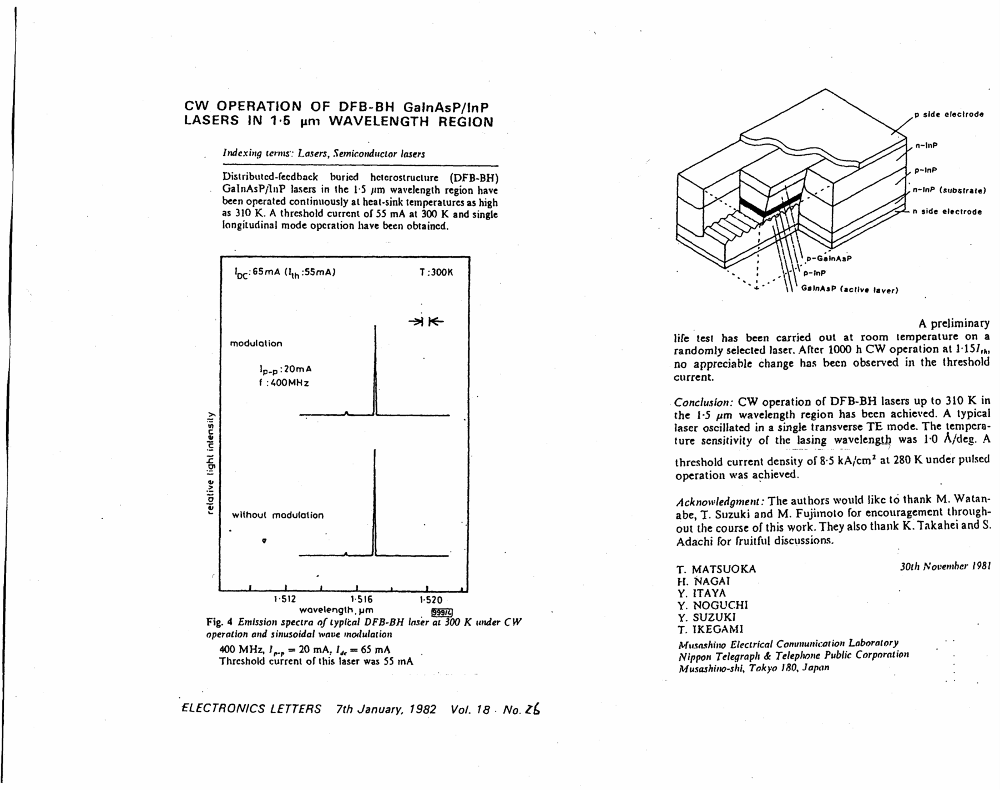 CW OPERATION OF DFB-BH GaInAsP/InP
LASERS IN 1·5 µm WAVELENGTH REGION
Indexing terms: Lasers, Semiconductor lasers
Distributed-feedback buried heterostructure (DFB-BH)
GaInAsP/InP lasers in the 1·5 µm wavelength region have
been operated continuously at heat-sink temperatures as high
as 310 K. A threshold current of 55 mA at 300 K and single
longitudinal mode operation have been obtained.
IDC:65mA (Ith:55mA)
T:300K
modulation
Ip-p:20mA
f:400MHz
without modulation
relative light intensity
1·512 1·516 1·520
wavelength, µm
999/4
Fig. 4 Emission spectra of typical DFB-BH laser at 300 K under CW
operation and sinusoidal wave modulation
400 MHz, Ip-p = 20 mA, Idc = 65 mA
Threshold current of this laser was 55 mA
ELECTRONICS LETTERS 7th January, 1982 Vol. 18 No. 26
p side electrode
n-InP
p-InP
n-InP (substrate)
n side electrode
p-GaInAsP
p-InP
GaInAsP (active layer)
A preliminary
life test has been carried out at room temperature on a
randomly selected laser. After 1000 h CW operation at 1·15Ith,
no appreciable change has been observed in the threshold
current.
Conclusion: CW operation of DFB-BH lasers up to 310 K in
the 1·5 µm wavelength region has been achieved. A typical
laser oscillated in a single transverse TE mode. The tempera-
ture sensitivity of the lasing wavelength was 1·0 Å/deg. A
threshold current density of 8·5 kA/cm² at 280 K under pulsed
operation was achieved.
Acknowledgment: The authors would like to thank M. Watan-
abe, T. Suzuki and M. Fujimoto for encouragement through-
out the course of this work. They also thank K. Takahei and S.
Adachi for fruitful discussions.
T. MATSUOKA 30th November 1981
H. NAGAI
Y. ITAYA
Y. NOGUCHI
Y. SUZUKI
T. IKEGAMI
Musashino Electrical Communication Laboratory
Nippon Telegraph & Telephone Public Corporation
Musashino-shi, Tokyo 180, Japan